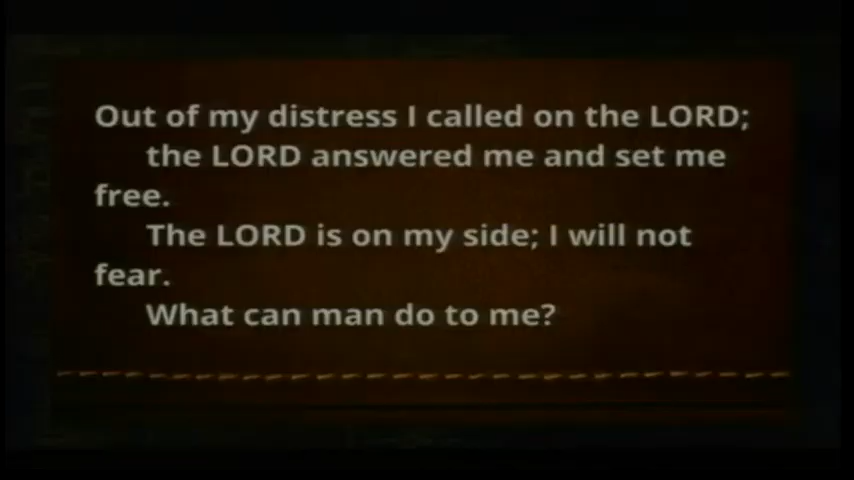 Out of my distress I called on the LORD;
the LORD answered me and set me
free.
The LORD is on my side; I will not
fear.
What can man do to me?